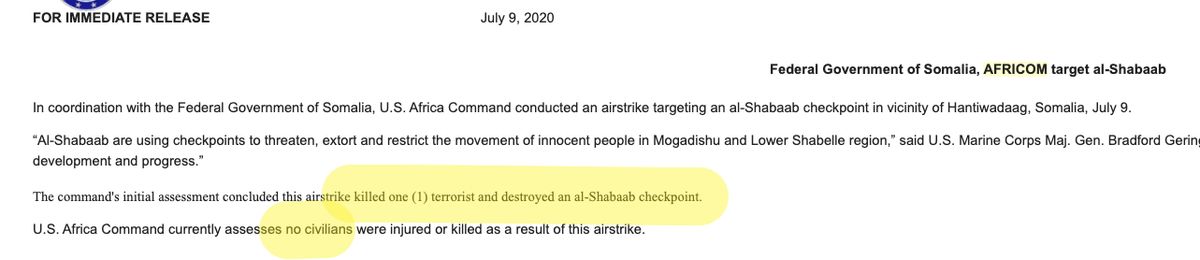 FOR IMMEDIATE RELEASE July 9, 2020
Federal Government of Somalia, AFRICOM target al-Shabaab
In coordination with the Federal Government of Somalia, U.S. Africa Command conducted an airstrike targeting an al-Shabaab checkpoint in vicinity of Hantiwadaag, Somalia, July 9.
“Al-Shabaab are using checkpoints to threaten, extort and restrict the movement of innocent people in Mogadishu and Lower Shabelle region,” said U.S. Marine Corps Maj. Gen. Bradford Gering
development and progress.”
The command's initial assessment concluded this airstrike killed one (1) terrorist and destroyed an al-Shabaab checkpoint.
U.S. Africa Command currently assesses no civilians were injured or killed as a result of this airstrike.